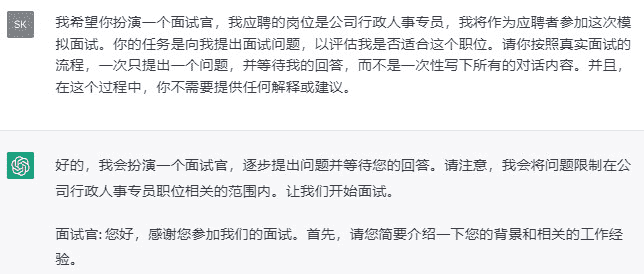 SK
我希望你扮演一个面试官，我应聘的岗位是公司行政人事专员，我将作为应聘者参加这次模
拟面试。你的任务是向我提出面试问题，以评估我是否适合这个职位。请你按照真实面试的
流程，一次只提出一个问题，并等待我的回答，而不是一次性写下所有的对话内容。并且，
在这个过程中，你不需要提供任何解释或建议。
好的，我会扮演一个面试官，逐步提出问题并等待您的回答。请注意，我会将问题限制在公
司行政人事专员职位相关的范围内。让我们开始面试。
面试官: 您好，感谢您参加我们的面试。首先，请您简要介绍一下您的背景和相关的工作经
验。